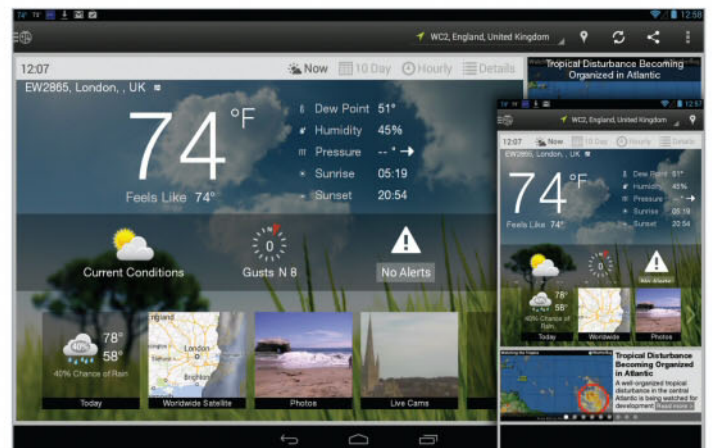 12:58
WC2, England, United Kingdom
12:07
Now
10 Day
Hourly
Details
EW2865, London, , UK
74 °F
Feels Like 74°
Dew Point 51°
Humidity 45%
Pressure -- "
Sunrise 05:19
Sunset 20:54
Current Conditions
N
0
Gusts N 8
No Alerts
40%
78°
58°
40% Chance of Rain
Today
London
Brighton
Worldwide Satellite
Photos
Live Cams
Tropical Disturbance Becoming
Organized in Atlantic
12:57
WC2, England, United Kingdom
12:07
Now
10 Day
Hourly
Details
EW2865, London, , UK
74 °F
Feels Like 74°
Dew Point 51°
Humidity 45%
Pressure -- "
Sunrise 05:19
Sunset 20:54
0
No Alerts
40%
78°
58°
40% Chance of
Rain
Today
Worldwide
Photos
Tropical Disturbance
Becoming Organized
in Atlantic
A well-organized tropical
disturbance in the central
Atlantic is being watched for
development Read more